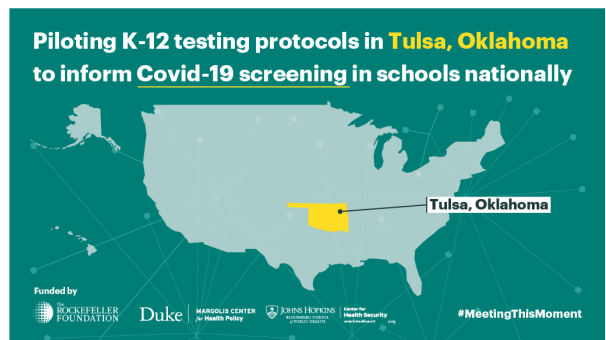 Piloting K-12 testing protocols in Tulsa, Oklahoma
to inform Covid-19 screening in schools nationally
Tulsa, Oklahoma
Funded by
The
ROCKEFELLER
FOUNDATION
Duke
MARGOLIS CENTER
for Health Policy
JOHNS HOPKINS
BLOOMBERG SCHOOL
of PUBLIC HEALTH
Center for
Health Security
#MeetingThisMoment